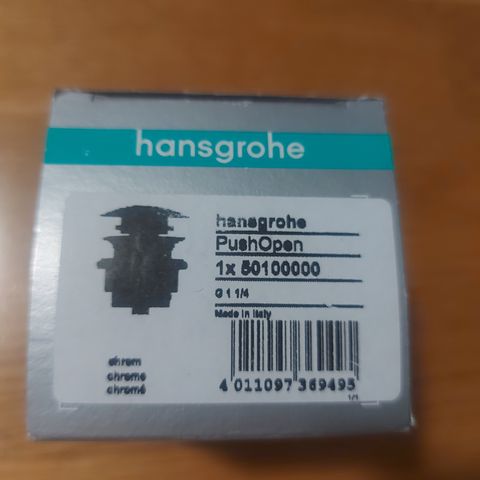 hansgrohe
hansgrohe
PushOpen
1x 50100000
G 1 1/4
Made in Italy
chrom
chrome
chromé
4 011097 369495
1/1